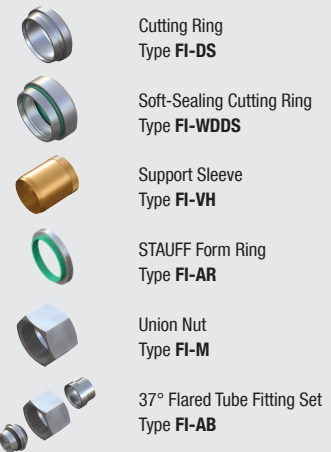 Cutting Ring
Type FI-DS
Soft-Sealing Cutting Ring
Type FI-WDDS
Support Sleeve
Type FI-VH
STAUFF Form Ring
Type FI-AR
Union Nut
Type FI-M
37° Flared Tube Fitting Set
Type FI-AB